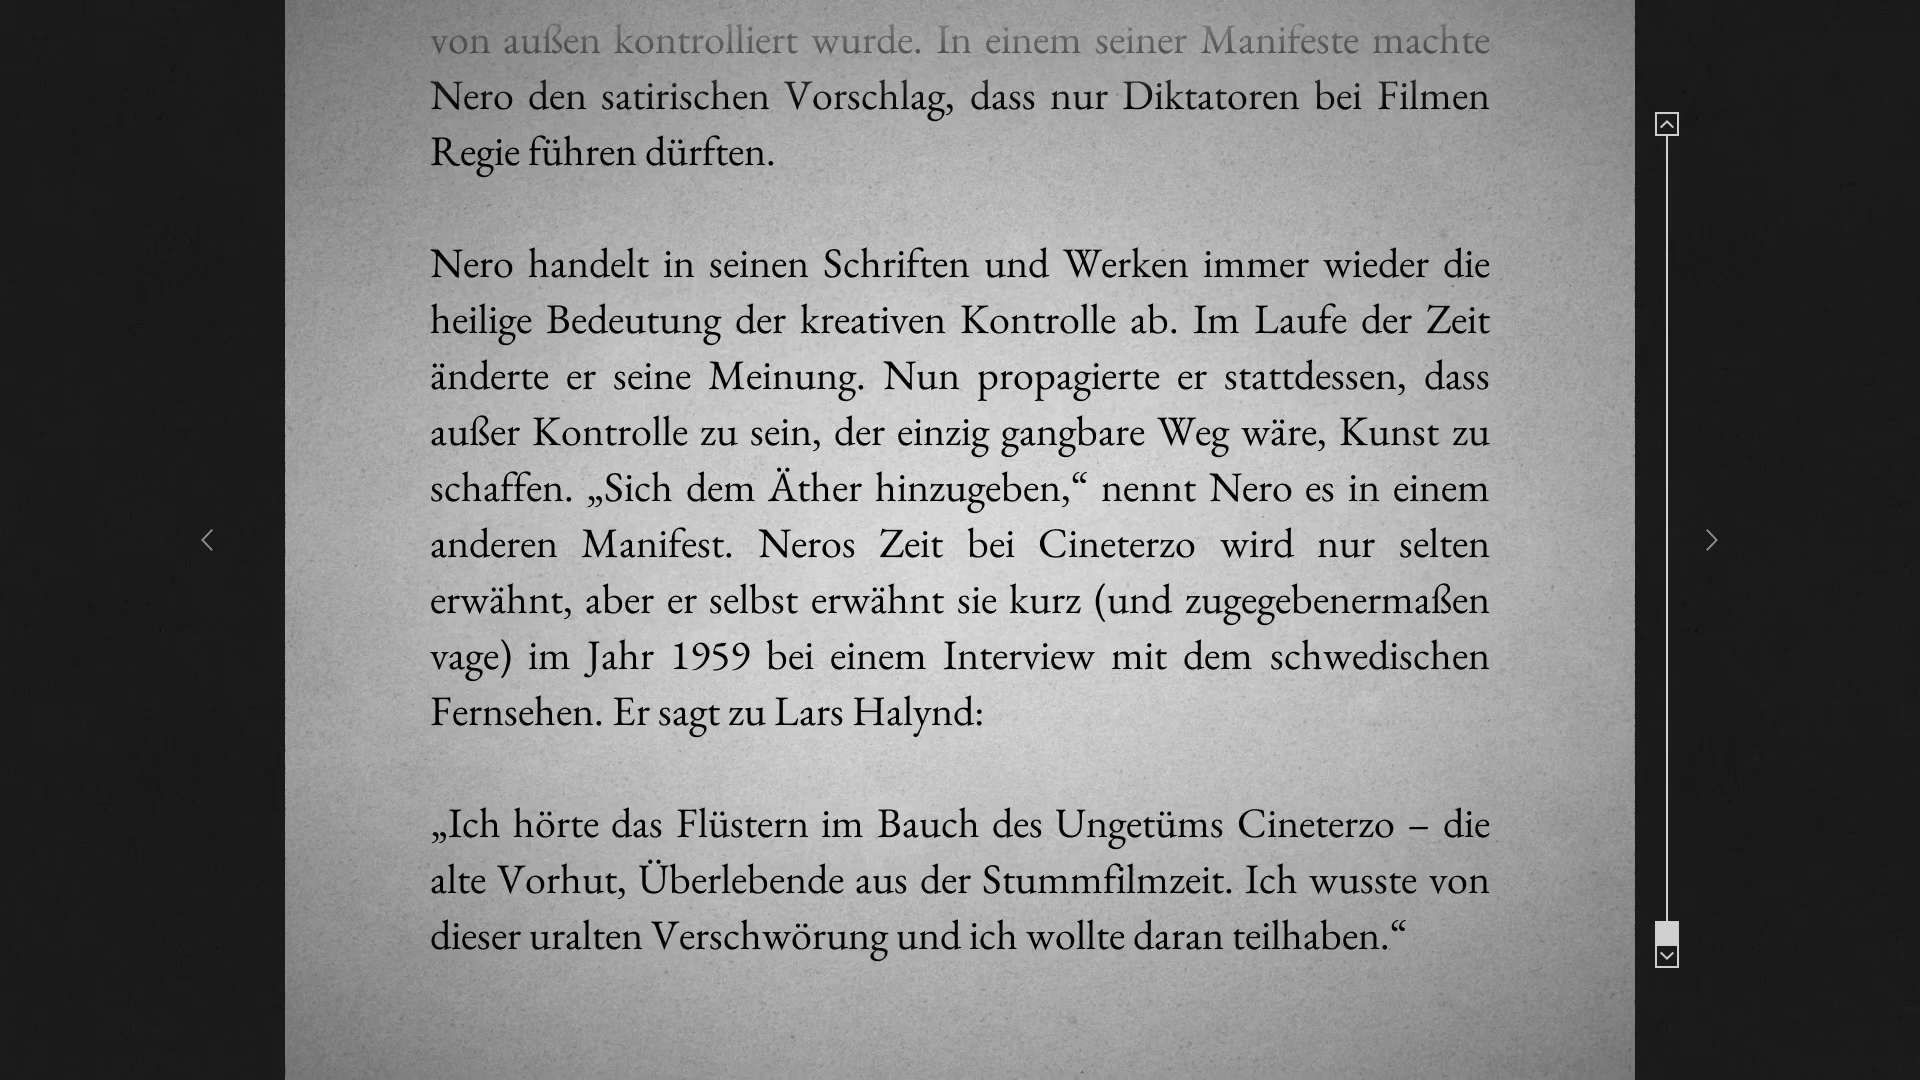 von außen kontrolliert wurde. In einem seiner Manifeste machte
Nero den satirischen Vorschlag, dass nur Diktatoren bei Filmen
Regie führen dürften.
Nero handelt in seinen Schriften und Werken immer wieder die
heilige Bedeutung der kreativen Kontrolle ab. Im Laufe der Zeit
änderte er seine Meinung. Nun propagierte er stattdessen, dass
außer Kontrolle zu sein, der einzig gangbare Weg wäre, Kunst zu
schaffen. „Sich dem Äther hinzugeben,“ nennt Nero es in einem
anderen Manifest. Neros Zeit bei Cineterzo wird nur selten
erwähnt, aber er selbst erwähnt sie kurz (und zugegebenermaßen
vage) im Jahr 1959 bei einem Interview mit dem schwedischen
Fernsehen. Er sagt zu Lars Halynd:
„Ich hörte das Flüstern im Bauch des Ungetüms Cineterzo – die
alte Vorhut, Überlebende aus der Stummfilmzeit. Ich wusste von
dieser uralten Verschwörung und ich wollte daran teilhaben.“